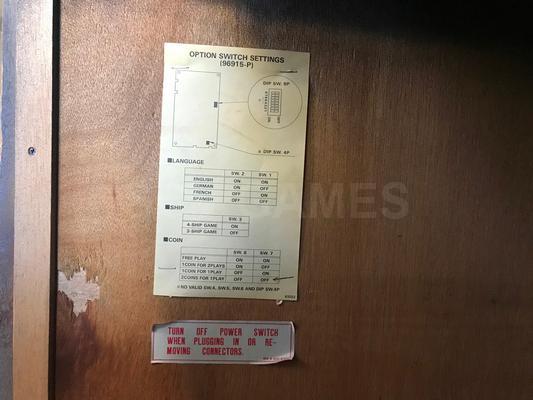 OPTION SWITCH SETTINGS
(96915-P)
DIP SW. 8P
OFF
ON
※ DIP SW. 4P
■LANGUAGE
SW. 2 SW. 1
ENGLISH ON ON
GERMAN ON OFF
FRENCH OFF ON
SPANISH OFF OFF
■SHIP
SW. 3
4-SHIP GAME ON
3-SHIP GAME OFF
■COIN
SW. 8 SW. 7
FREE PLAY ON ON
1COIN FOR 2PLAYS ON OFF
1COIN FOR 1PLAY OFF ON
2COINS FOR 1PLAY OFF OFF
※NO VALID SW.4, SW.5, SW.6 AND DIP SW.4P
GAMES
TURN OFF POWER SWITCH
WHEN PLUGGING IN OR RE-
MOVING CONNECTORS.